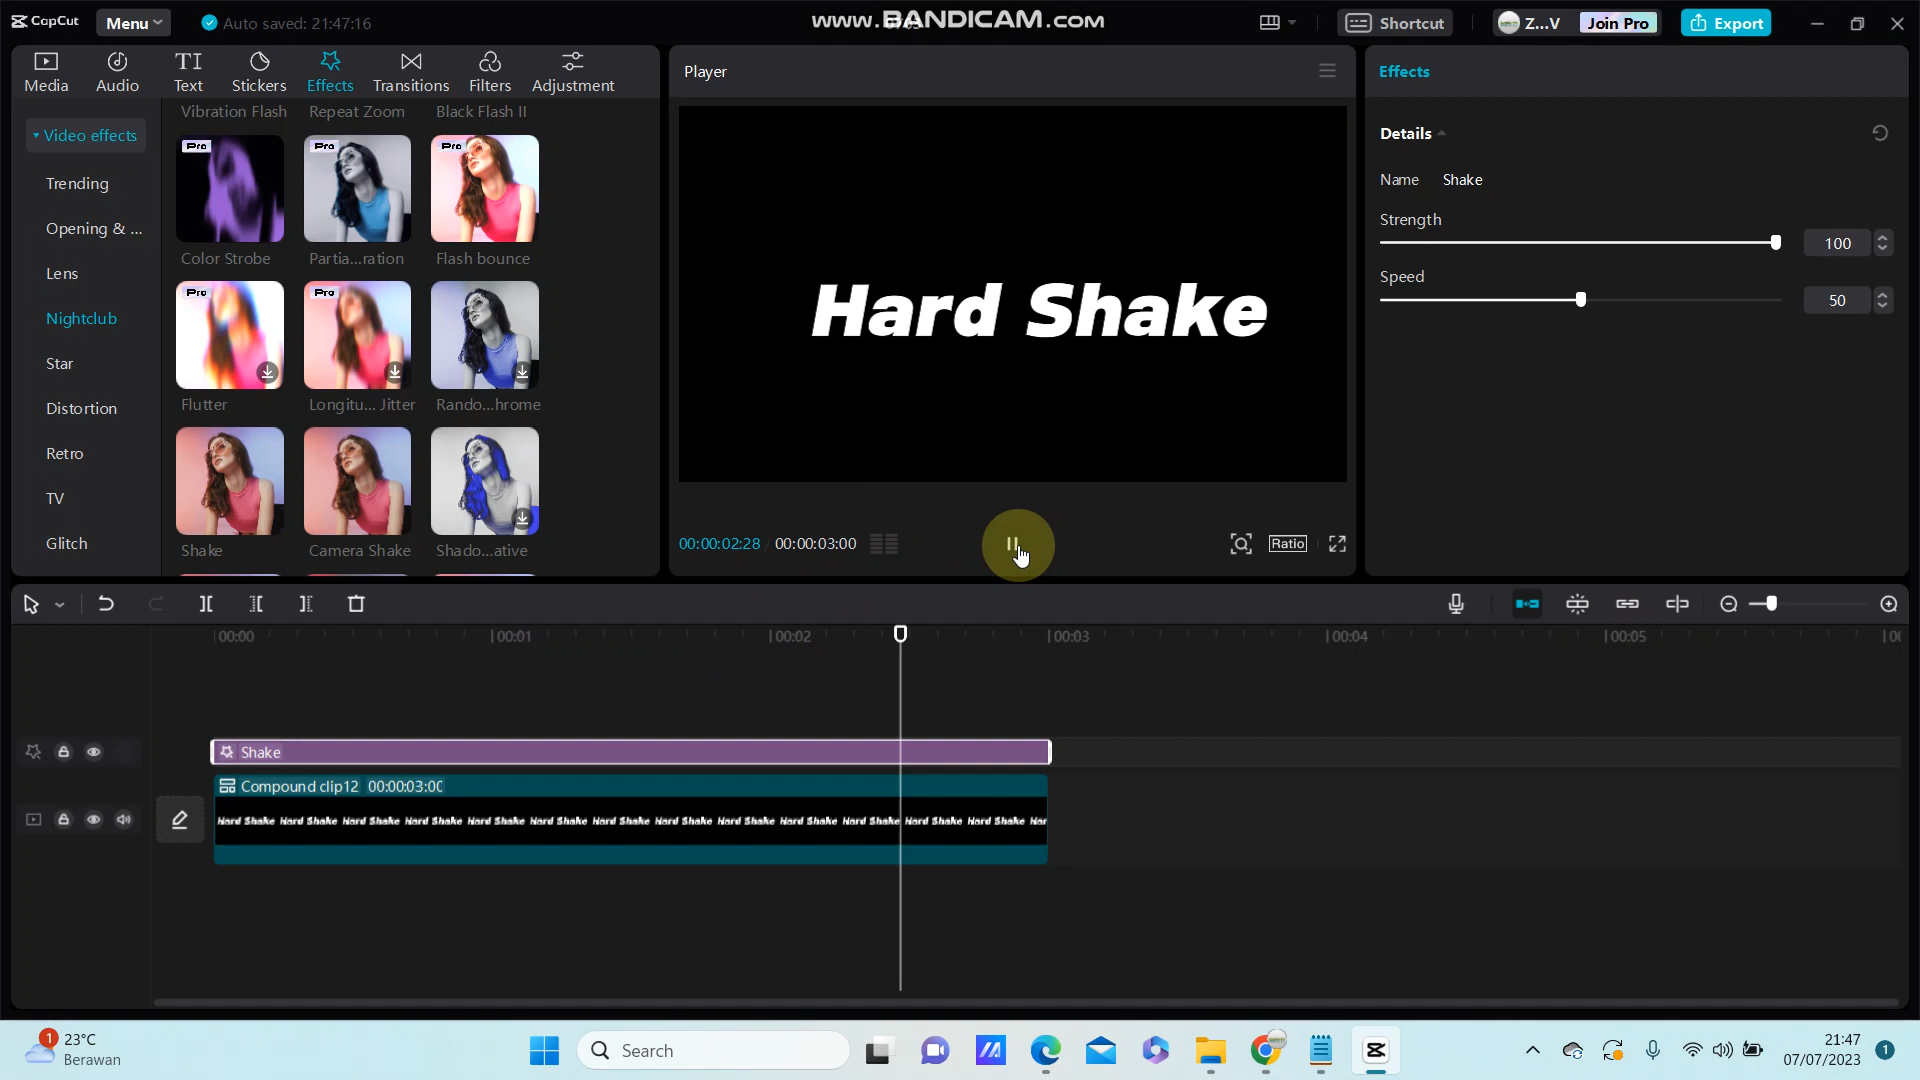 CapCut
Menu
Auto saved: 21:47:16
www.BANDICAM.com
Shortcut
Z...V
Join Pro
Export
Media
Audio
Text
Stickers
Effects
Transitions
Filters
Adjustment
Player
Effects
Vibration Flash
Repeat Zoom
Black Flash II
Video effects
Trending
Opening & ...
Lens
Nightclub
Star
Distortion
Retro
TV
Glitch
Pro
Pro
Pro
Color Strobe
Partia...ration
Flash bounce
Pro
Pro
Flutter
Longitu... Jitter
Rando...hrome
Shake
Camera Shake
Shado...ative
Hard Shake
00:00:02:28
00:00:03:00
Ratio
Details
Name
Shake
Strength
100
Speed
50
00:00
00:01
00:02
00:03
00:04
00:05
Shake
Compound clip12 00:00:03:00
Hard Shake Hard Shake Hard Shake Hard Shake Hard Shake Hard Shake Hard Shake Hard Shake Hard Shake Hard Shake Hard Shake Hard Shake Hard Shake Har
1
23°C
Berawan
Search
21:47
07/07/2023
1